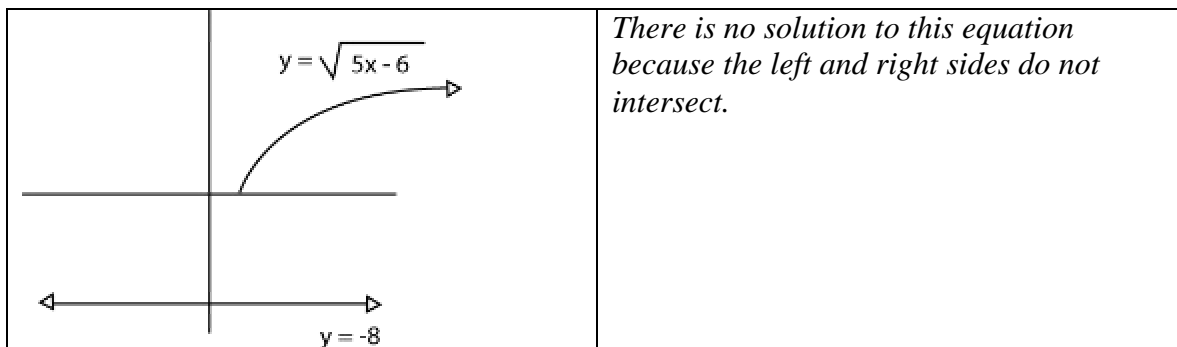 y = √5x - 6
There is no solution to this equation
because the left and right sides do not
intersect.
y = -8